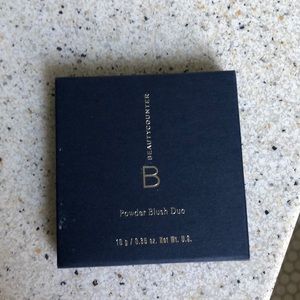 BEAUTYCOUNTER
B
Powder Blush Duo
10 g / 0.35 oz. Net Wt. U.S.